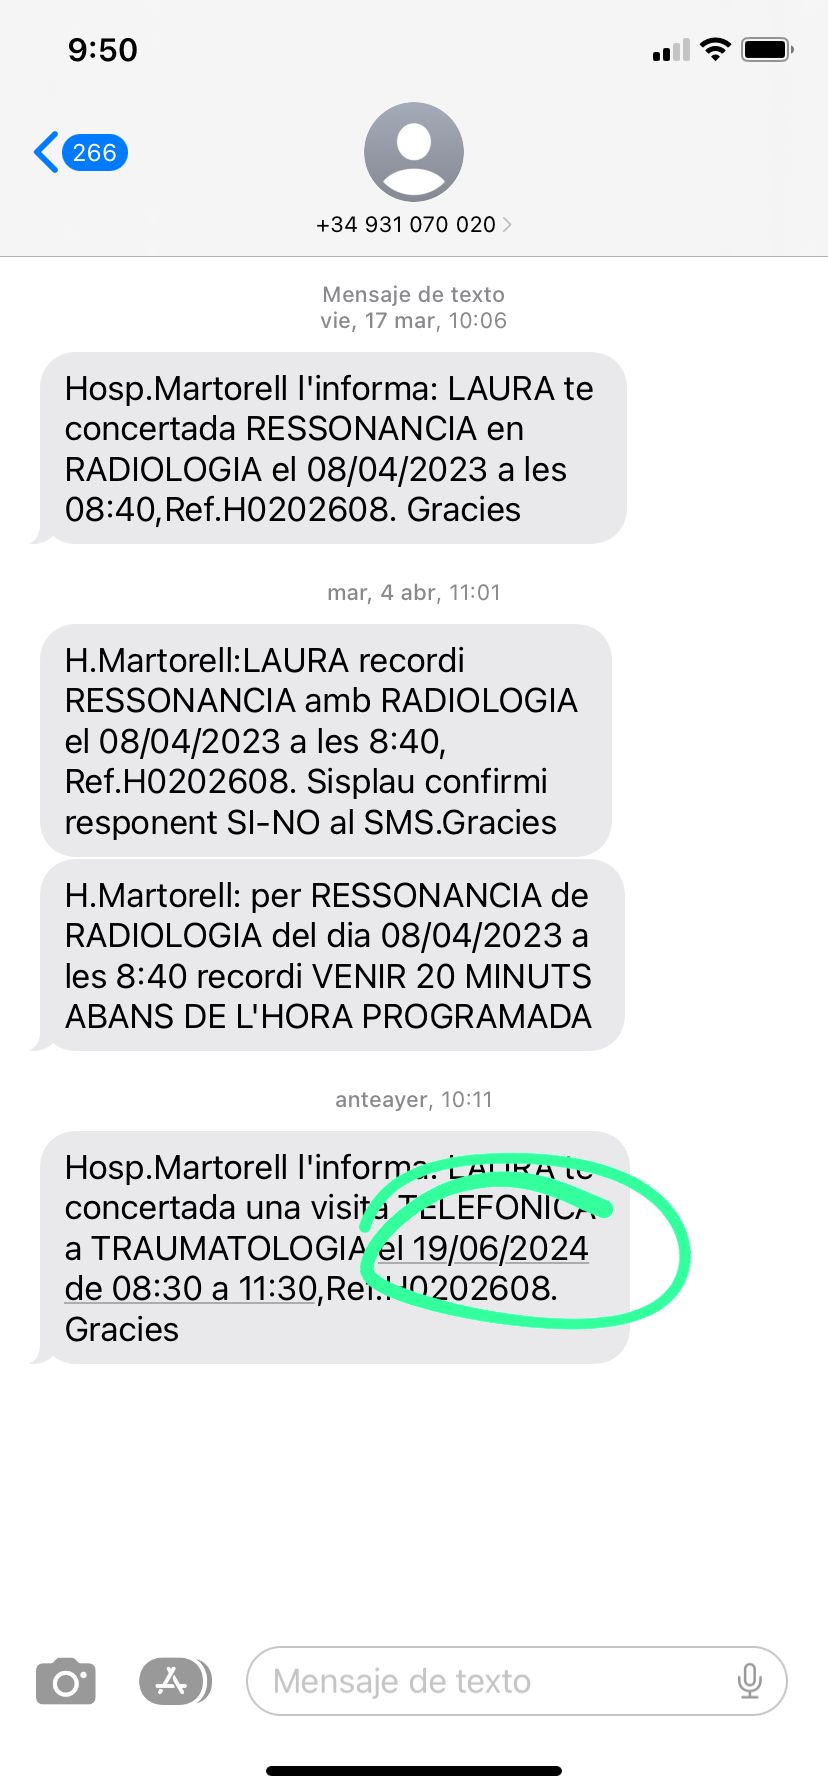 9:50
266
+34 931 070 020
Mensaje de texto
vie, 17 mar, 10:06
Hosp.Martorell l'informa: LAURA te
concertada RESSONANCIA en
RADIOLOGIA el 08/04/2023 a les
08:40,Ref.H0202608. Gracies
mar, 4 abr, 11:01
H.Martorell:LAURA recordi
RESSONANCIA amb RADIOLOGIA
el 08/04/2023 a les 8:40,
Ref.H0202608. Sisplau confirmi
responent SI-NO al SMS.Gracies
H.Martorell: per RESSONANCIA de
RADIOLOGIA del dia 08/04/2023 a
les 8:40 recordi VENIR 20 MINUTS
ABANS DE L'HORA PROGRAMADA
anteayer, 10:11
Hosp.Martorell l'informa: LAURA te
concertada una visita TELEFONICA
a TRAUMATOLOGIA el 19/06/2024
de 08:30 a 11:30,Ref.H0202608.
Gracies
Mensaje de texto